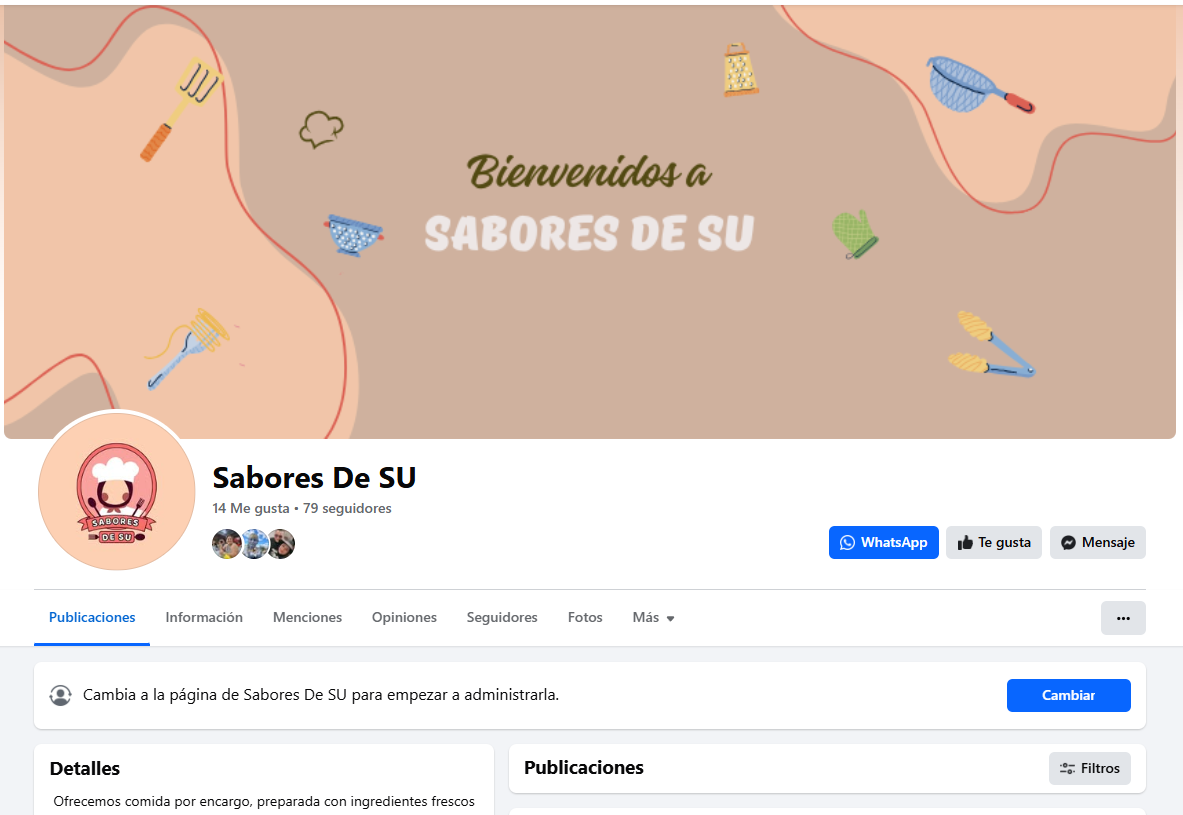 Bienvenidos a
SABORES DE SU
SABORES
DE SU
Sabores De SU
14 Me gusta • 79 seguidores
WhatsApp
Te gusta
Mensaje
Publicaciones
Información
Menciones
Opiniones
Seguidores
Fotos
Más
Cambia a la página de Sabores De SU para empezar a administrarla.
Cambiar
Detalles
Ofrecemos comida por encargo, preparada con ingredientes frescos
Publicaciones
Filtros